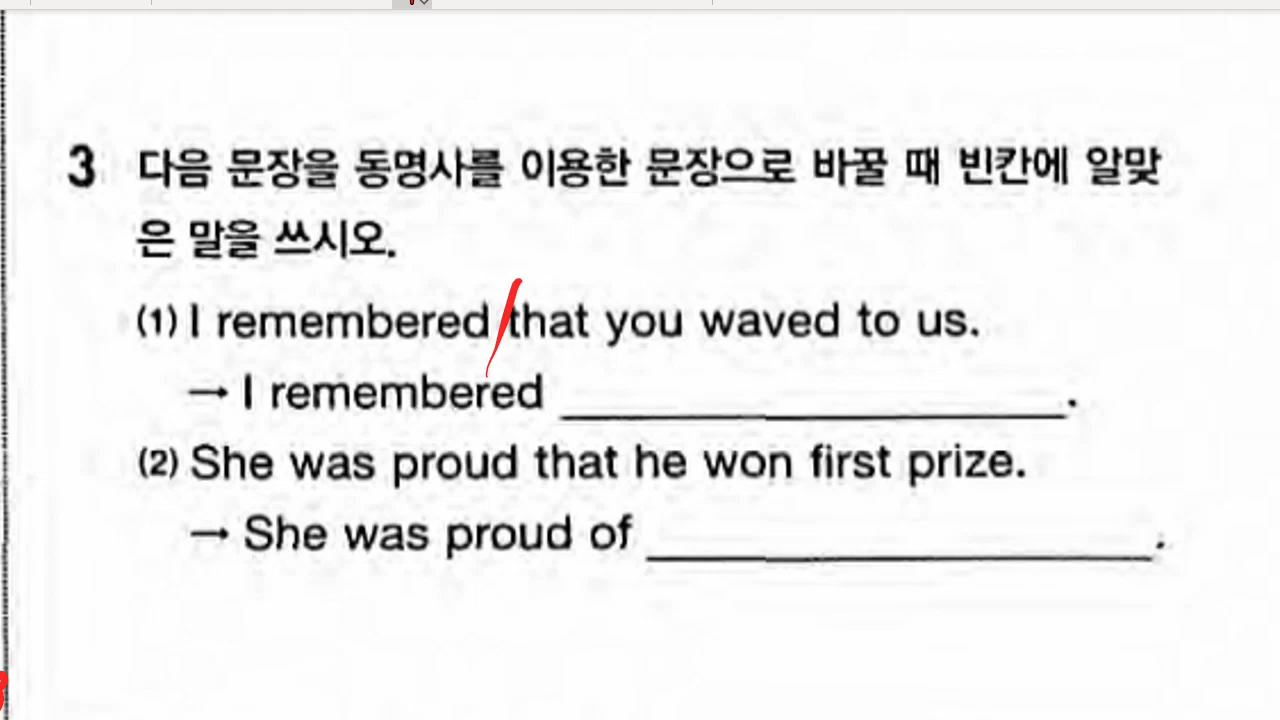 3 다음 문장을 동명사를 이용한 문장으로 바꿀 때 빈칸에 알맞
은 말을 쓰시오.
(1) I remembered that you waved to us.
→ I remembered ____________________.
(2) She was proud that he won first prize.
→ She was proud of ____________________.